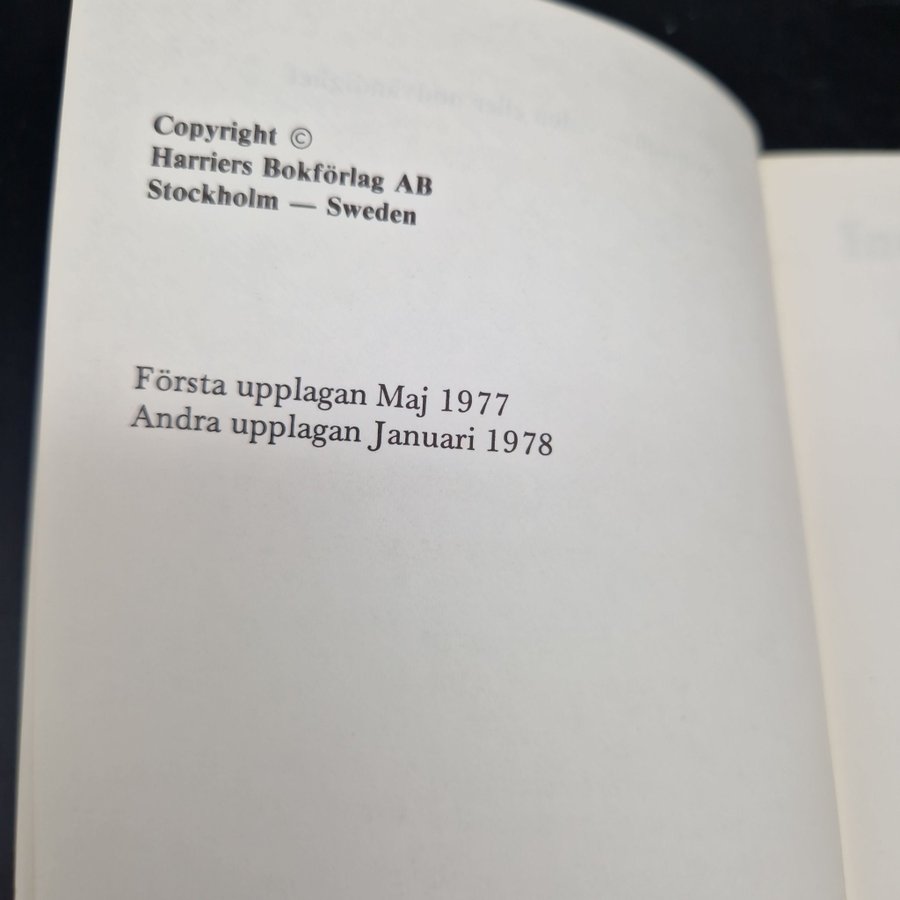 Copyright ©
Harriers Bokförlag AB
Stockholm — Sweden
Första upplagan Maj 1977
Andra upplagan Januari 1978